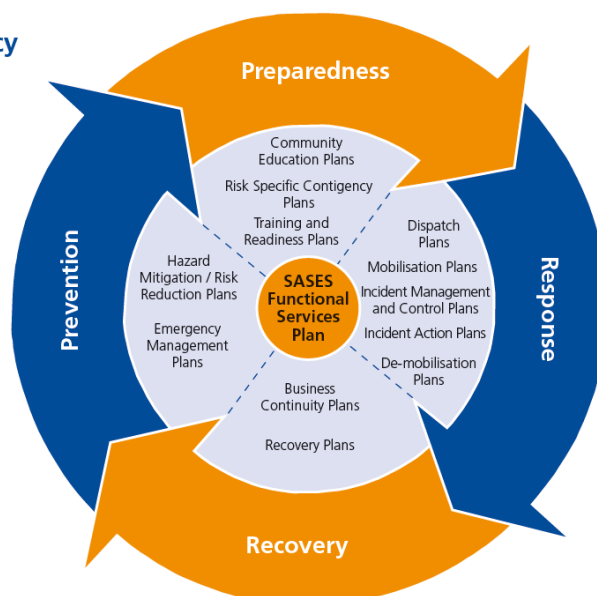 cy
Preparedness
Community
Education Plans
Risk Specific Contigency
Plans
Training and
Readiness Plans
Response
Dispatch
Plans
Mobilisation Plans
Incident Management
and Control Plans
Incident Action Plans
De-mobilisation
Plans
Recovery
Business
Continuity Plans
Recovery Plans
Prevention
Hazard
Mitigation / Risk
Reduction Plans
Emergency
Management
Plans
SASES
Functional
Services
Plan